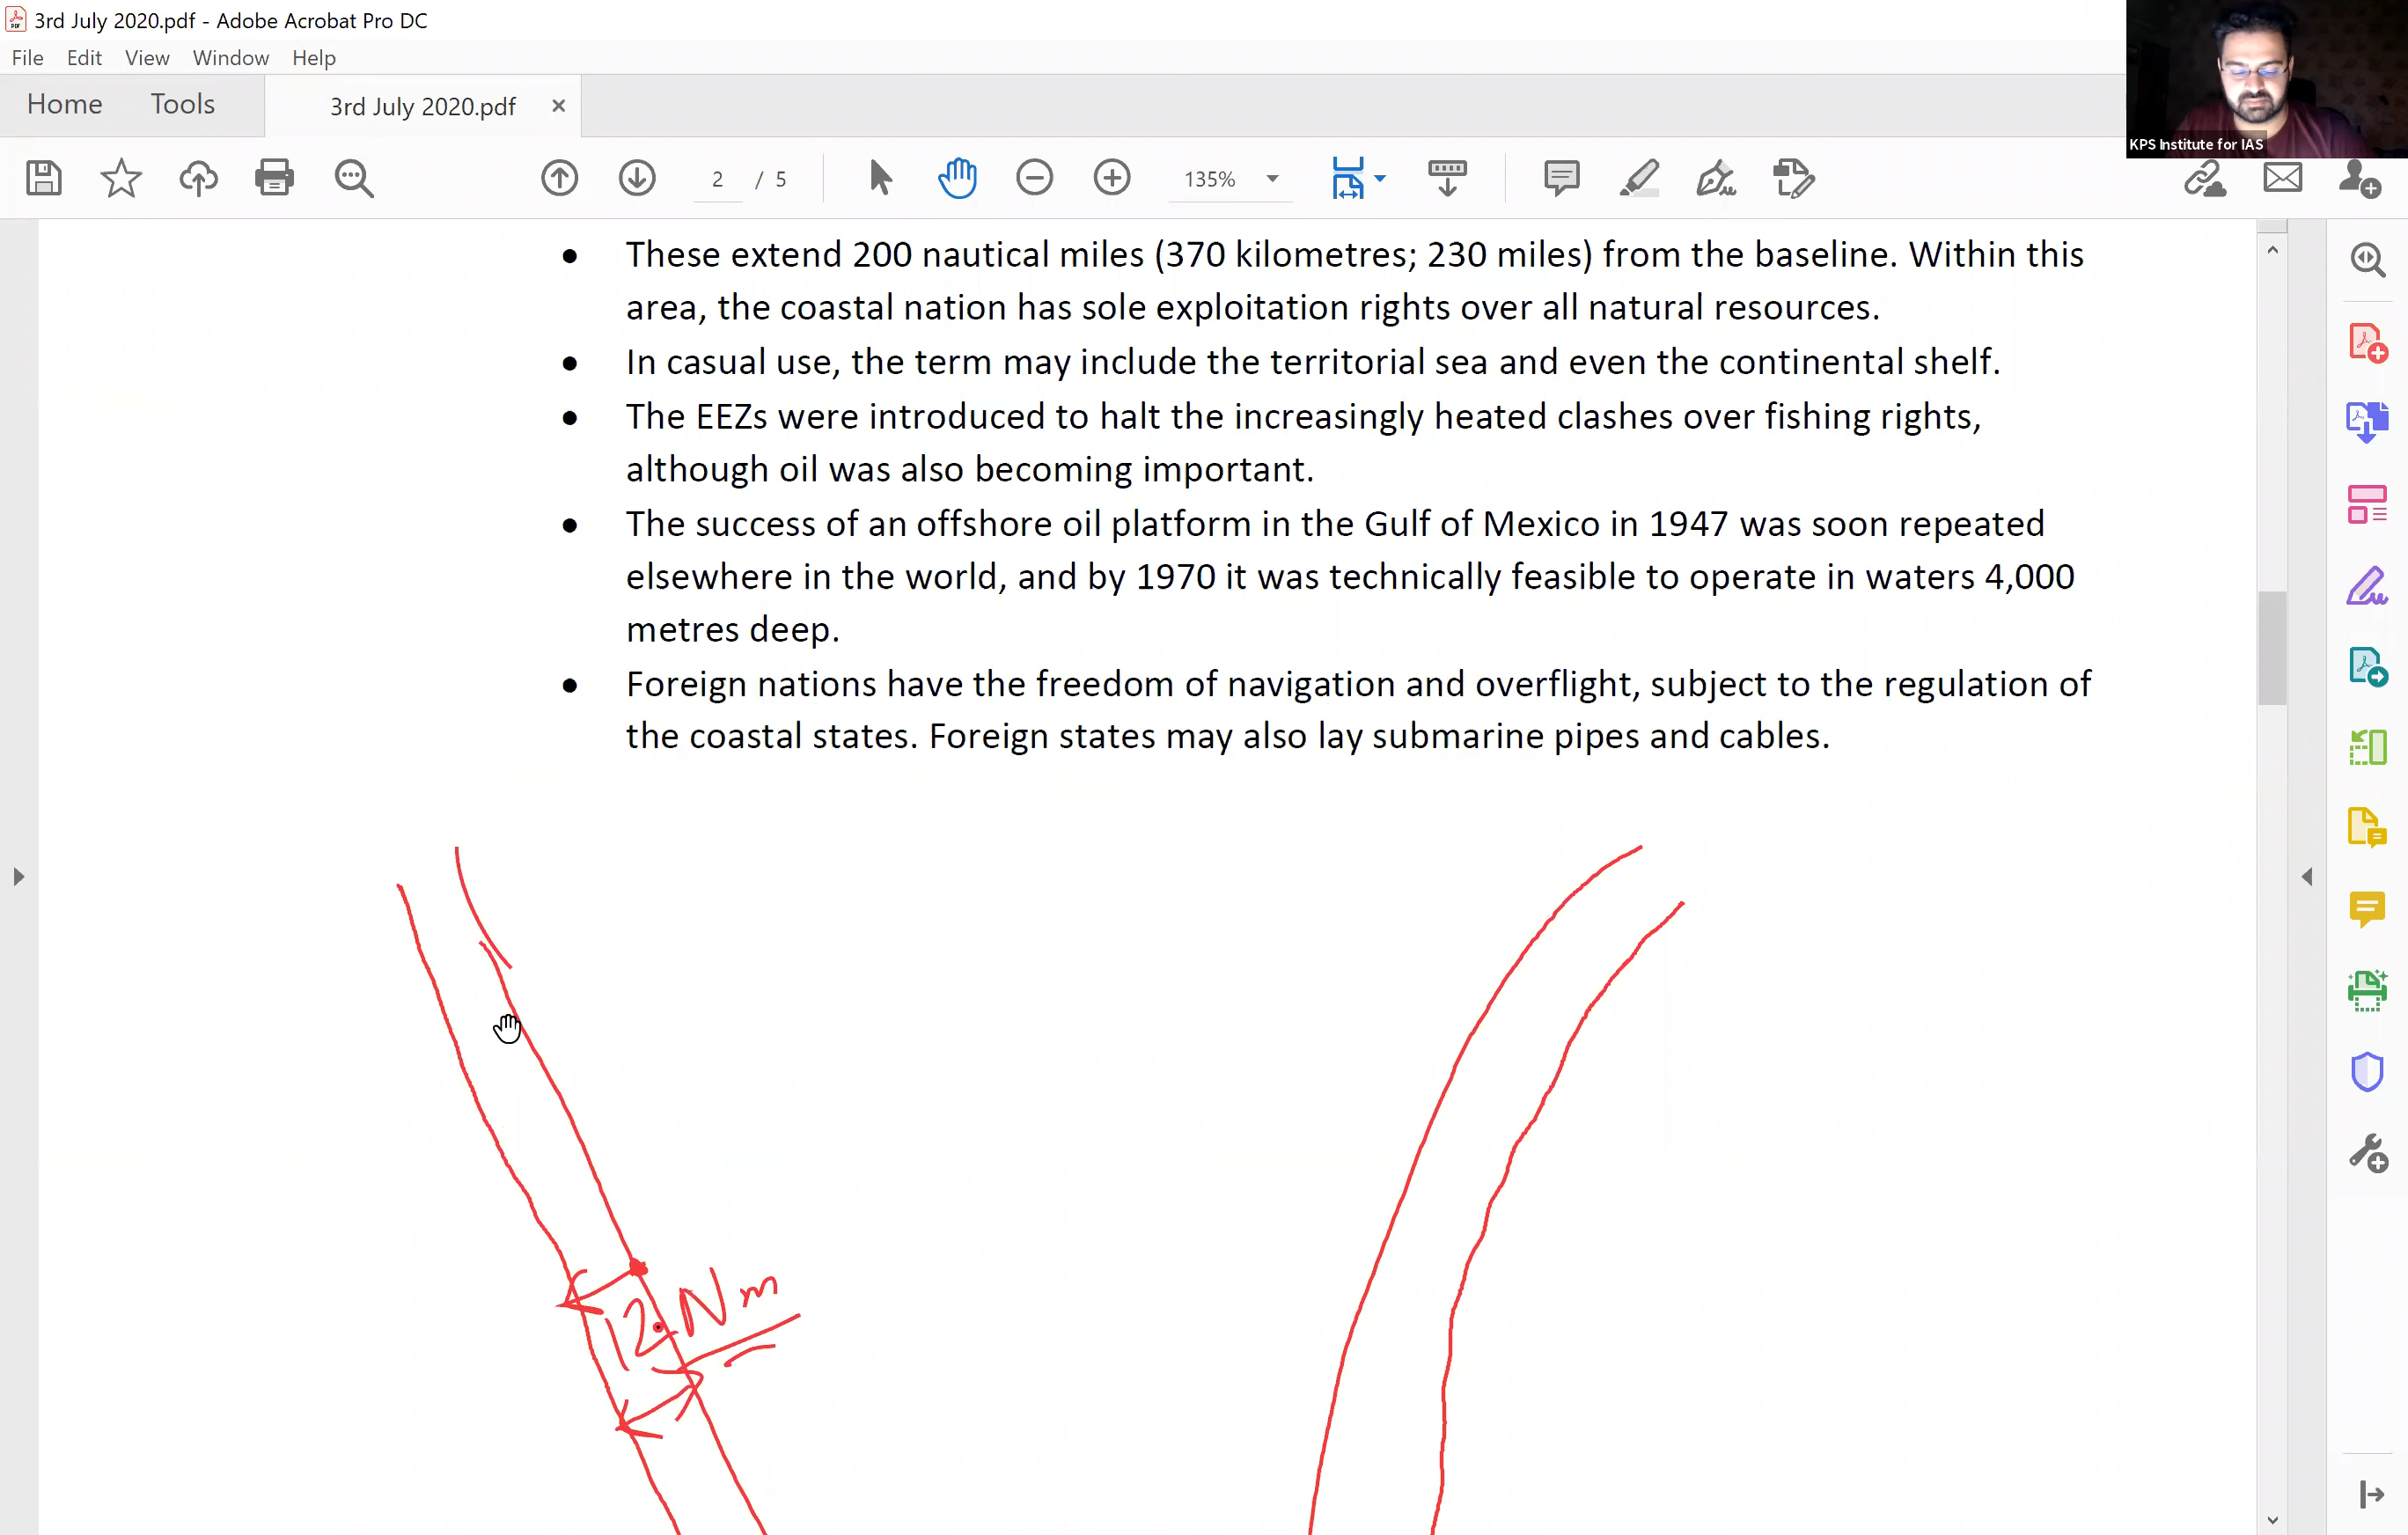 3rd July 2020.pdf - Adobe Acrobat Pro DC
File Edit View Window Help
Home Tools 3rd July 2020.pdf ×
2 / 5 135%
KPS Institute for IAS
• These extend 200 nautical miles (370 kilometres; 230 miles) from the baseline. Within this
area, the coastal nation has sole exploitation rights over all natural resources.
• In casual use, the term may include the territorial sea and even the continental shelf.
• The EEZs were introduced to halt the increasingly heated clashes over fishing rights,
although oil was also becoming important.
• The success of an offshore oil platform in the Gulf of Mexico in 1947 was soon repeated
elsewhere in the world, and by 1970 it was technically feasible to operate in waters 4,000
metres deep.
• Foreign nations have the freedom of navigation and overflight, subject to the regulation of
the coastal states. Foreign states may also lay submarine pipes and cables.
12 Nm